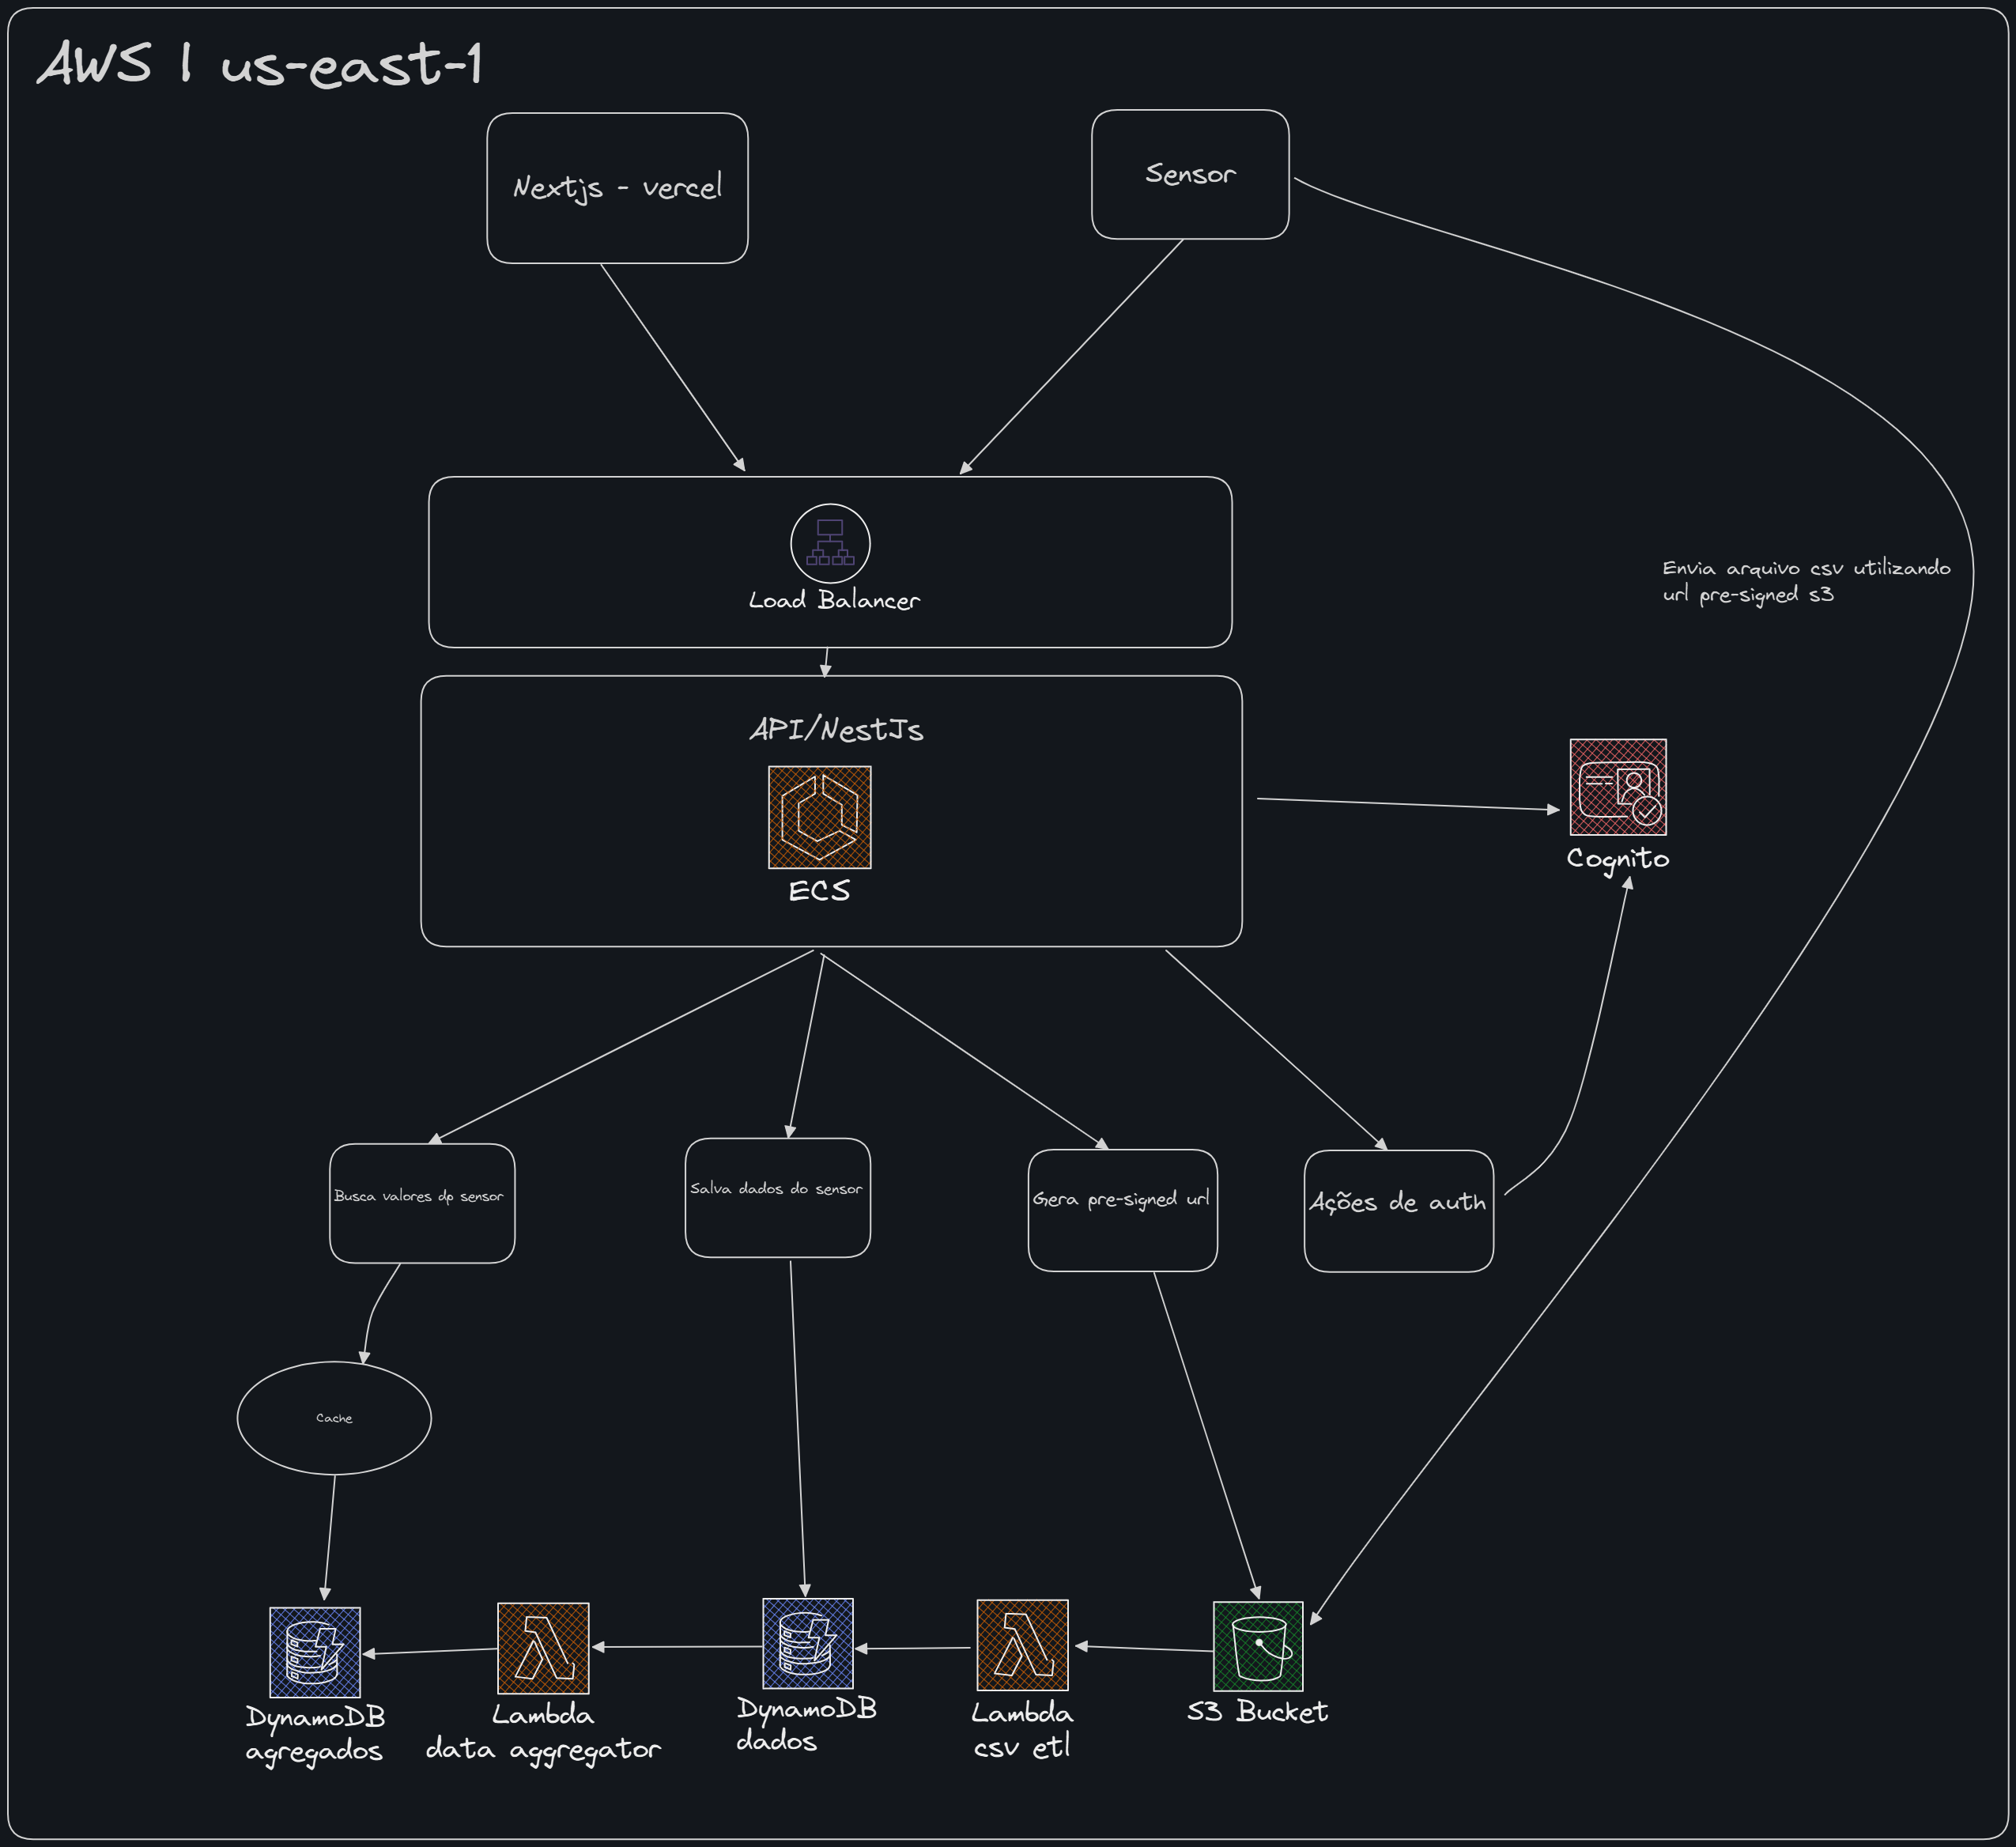 AWS | us-east-1
Nextjs - vercel
Sensor
Load Balancer
Envia arquivo csv utilizando
url pre-signed s3
API/NestJs
ECS
Cognito
Busca valores dp sensor
Salva dados do sensor
Gera pre-signed url
Ações de auth
Cache
DynamoDB
agregados
Lambda
data aggregator
DynamoDB
dados
Lambda
csv etl
S3 Bucket